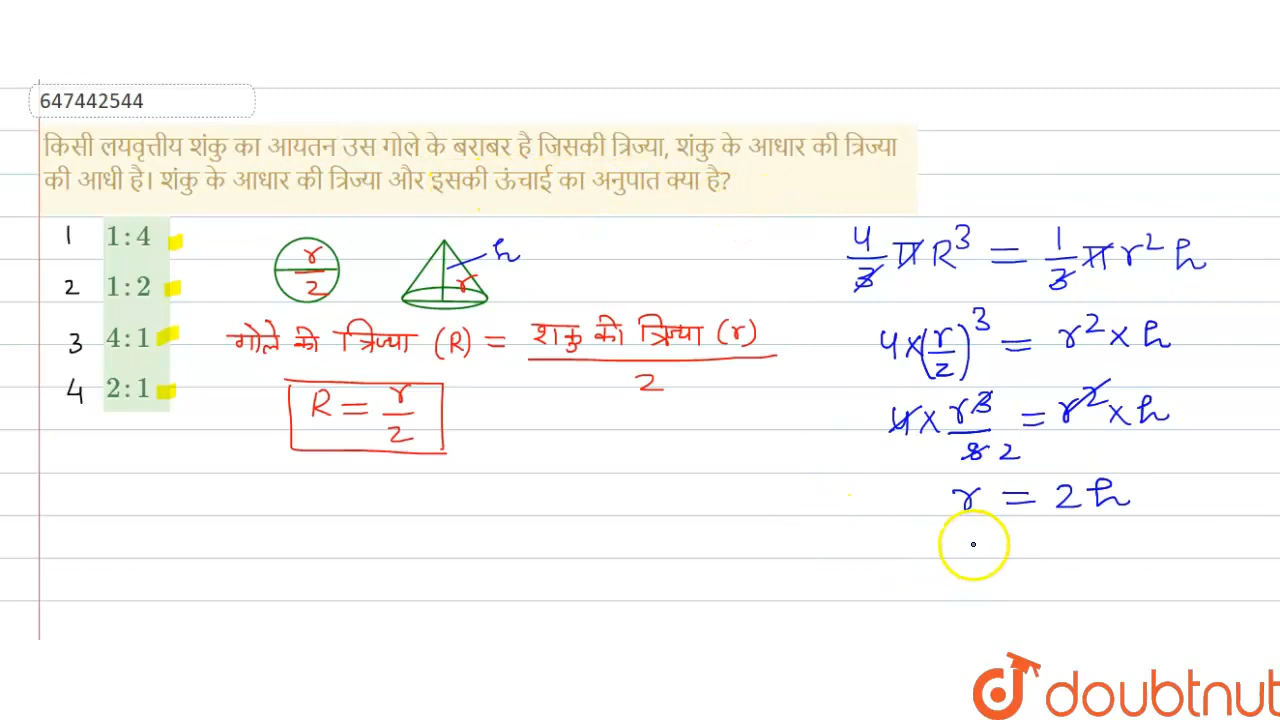 647442544
किसी लयवृत्तीय शंकु का आयतन उस गोले के बराबर है जिसकी त्रिज्या, शंकु के आधार की त्रिज्या
की आधी है। शंकु के आधार की त्रिज्या और इसकी ऊंचाई का अनुपात क्या है?
1 1:4
2 1:2
3 4:1
4 2:1
r/2
h
r
गोले की त्रिज्या (R) = शकु की त्रिज्या (r) / 2
R = r/2
4/3 π R³ = 1/3 π r² h
4×(r/2)³ = r² × h
4 × r³/8 2 = r² × h
r = 2h
doubtnut